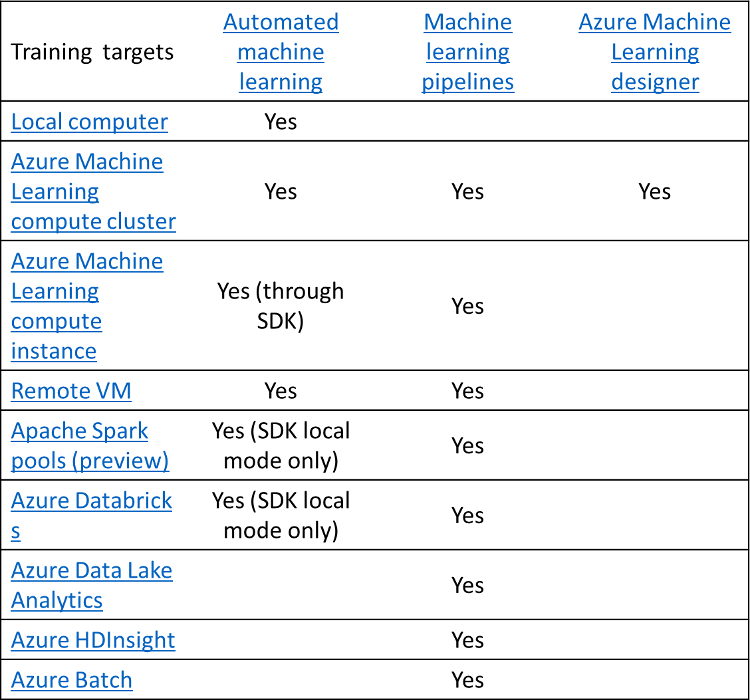 Training targets
Automated
machine
learning
Machine
learning
pipelines
Azure Machine
Learning
designer
Local computer
Yes
Azure Machine
Learning
compute cluster
Yes
Yes
Yes
Azure Machine
Learning
compute
instance
Yes (through
SDK)
Yes
Remote VM
Yes
Yes
Apache Spark
pools (preview)
Yes (SDK local
mode only)
Yes
Azure Databrick
s
Yes (SDK local
mode only)
Yes
Azure Data Lake
Analytics
Yes
Azure HDInsight
Yes
Azure Batch
Yes